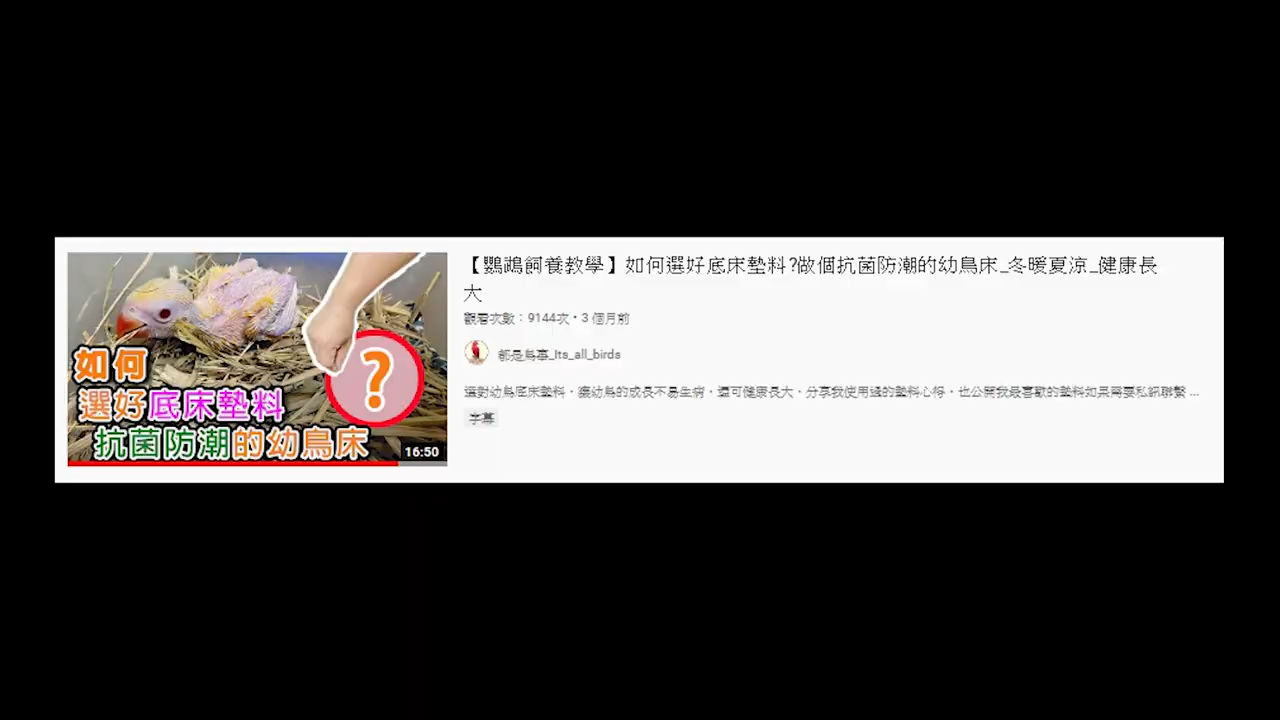 如何
選好底床墊料
抗菌防潮的幼鳥床
?
16:50
【鸚鵡飼養教學】如何選好底床墊料?做個抗菌防潮的幼鳥床_冬暖夏涼_健康長
大
觀看次數：9144次 • 3 個月前
都是鳥事_Its_all_birds
選對幼鳥底床墊料，讓幼鳥的成長不易生病，還可健康長大，分享我使用過的墊料心得，也公開我最喜歡的墊料如果需要私訊聯繫 ...
字幕